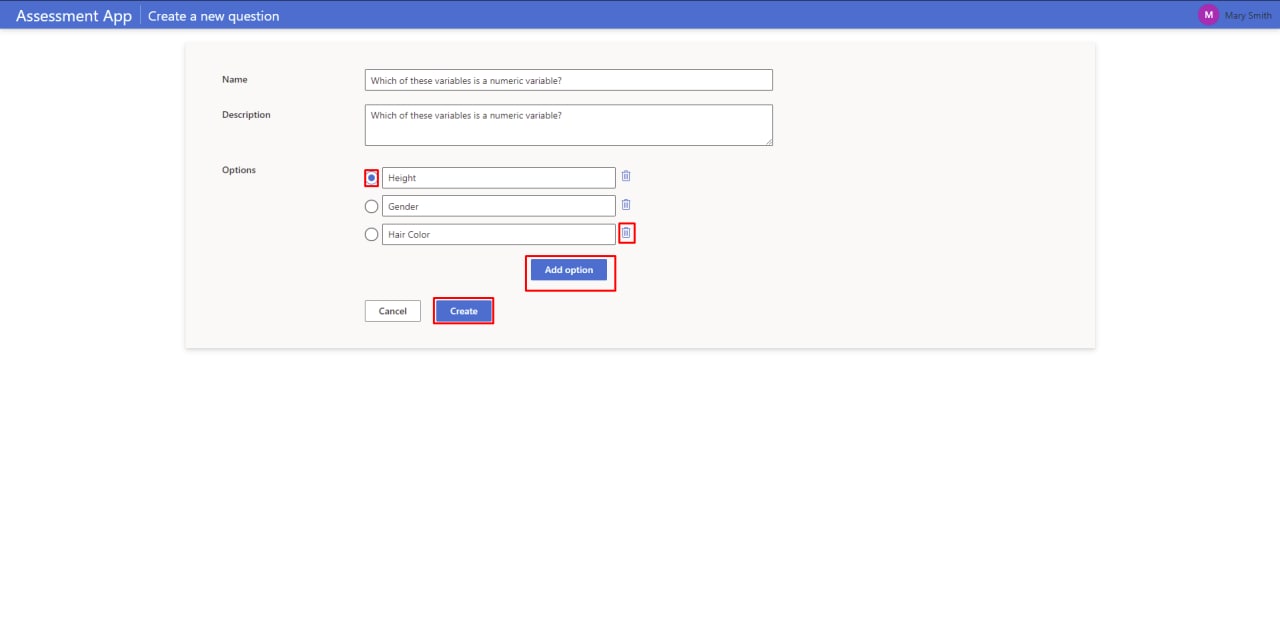 Assessment App Create a new question M Mary Smith
Name Which of these variables is a numeric variable?
Description Which of these variables is a numeric variable?
Options Height
Gender
Hair Color
Add option
Cancel Create